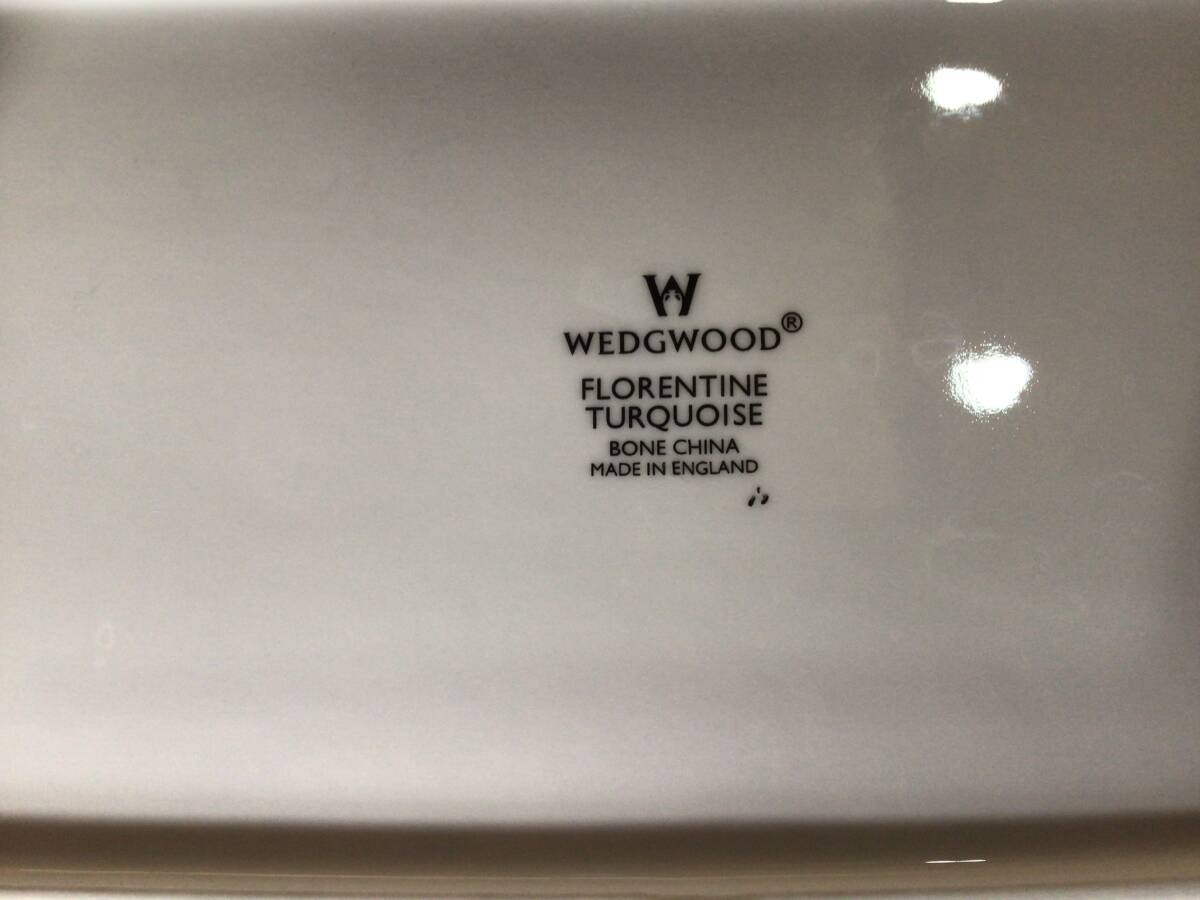 W
WEDGWOOD®
FLORENTINE
TURQUOISE
BONE CHINA
MADE IN ENGLAND